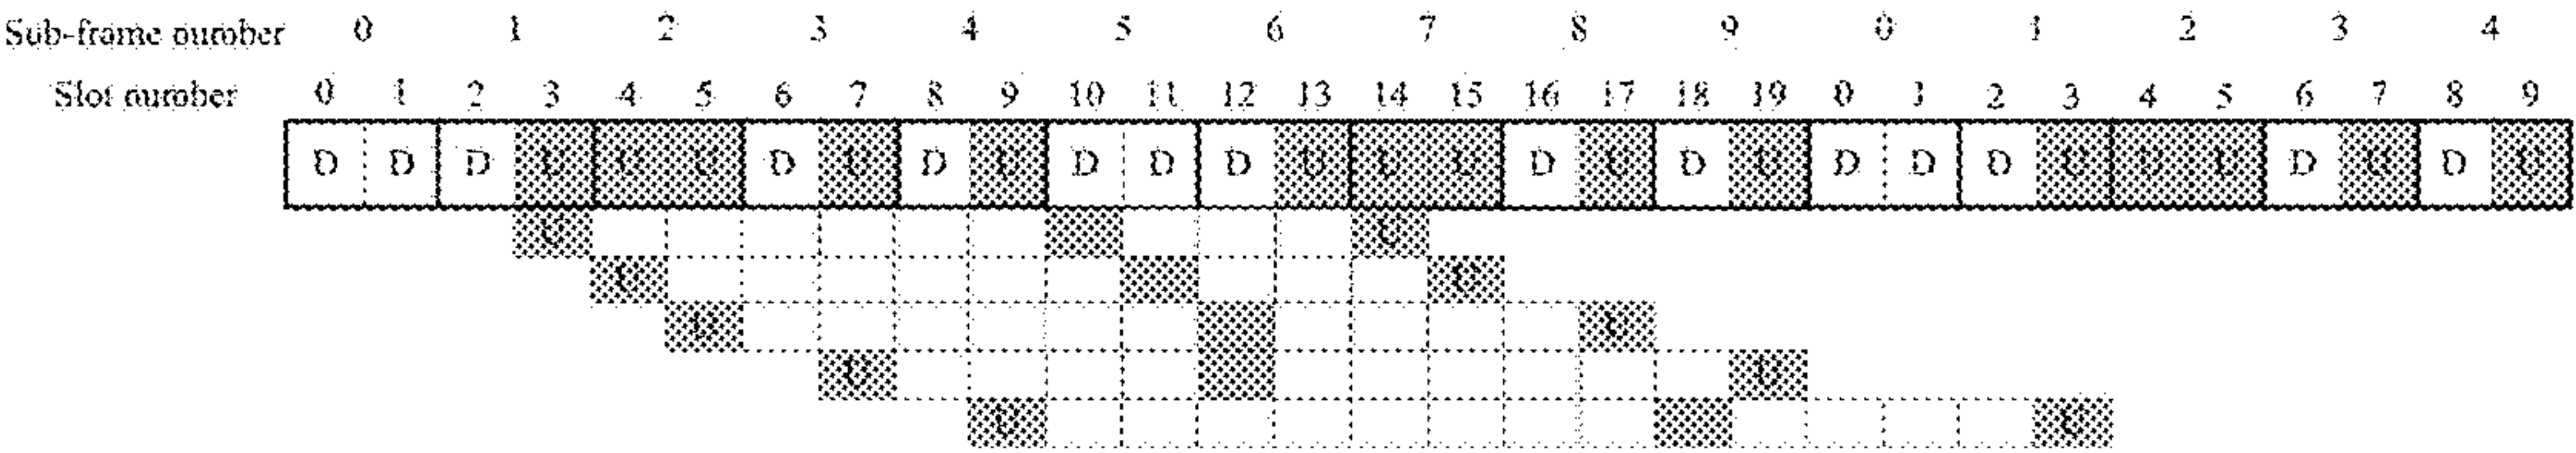 Sub-frame number 0 1 2 3 4 5 6 7 8 9 0 1 2 3 4
Slot number 0 1 2 3 4 5 6 7 8 9 10 11 12 13 14 15 16 17 18 19 0 1 2 3 4 5 6 7 8 9
D D D U U U D U D U D D D U U U D U D U D D D U U U D U D U
U U
U U
U U
U U
U U